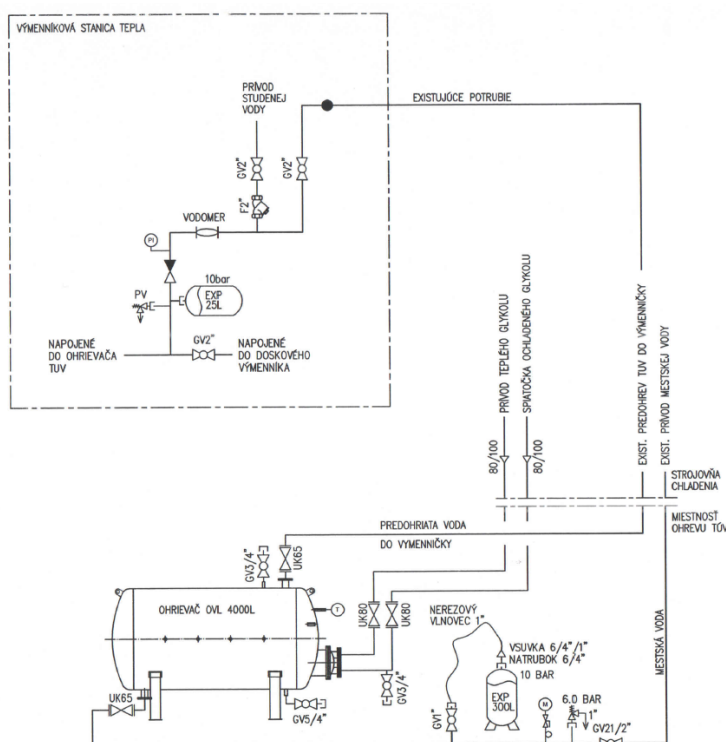 VÝMENNÍKOVÁ STANICA TEPLA
PRÍVOD
STUDENEJ
VODY
EXISTUJÚCE POTRUBIE
GV2"
GV2"
F2"
VODOMER
PI
10bar
EXP
25L
PV
NAPOJENÉ
DO OHRIEVAČA
TUV
GV2"
NAPOJENÉ
DO DOSKOVÉHO
VÝMENNÍKA
PRÍVOD TEPLÉHO GLYKOLU
SPIATOČKA OCHLADENÉHO GLYKOLU
EXIST. PREDOHREV TUV DO VÝMENNIČKY
EXIST. PRÍVOD MESTSKEJ VODY
80/100
80/100
STROJOVŇA
CHLADENIA
MIESTNOSŤ
OHREVU TÚV
PREDOHRIATA VODA
DO VYMENNIČKY
GV3/4"
UK65
OHRIEVAČ OVL 4000L
T
UK80
UK80
NEREZOVÝ
VLNOVEC 1"
VSUVKA 6/4"/1"
NATRUBOK 6/4"
10 BAR
EXP
300L
MESTSKÁ VODA
UK65
GV5/4"
GV3/4"
GV1"
M
6.0 BAR
1"
GV21/2"